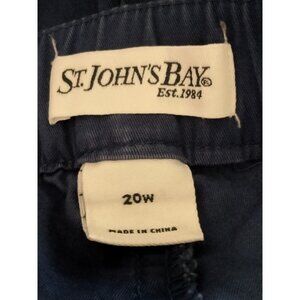 ST. JOHN'S BAY®
EST. 1984
20W
MADE IN CHINA